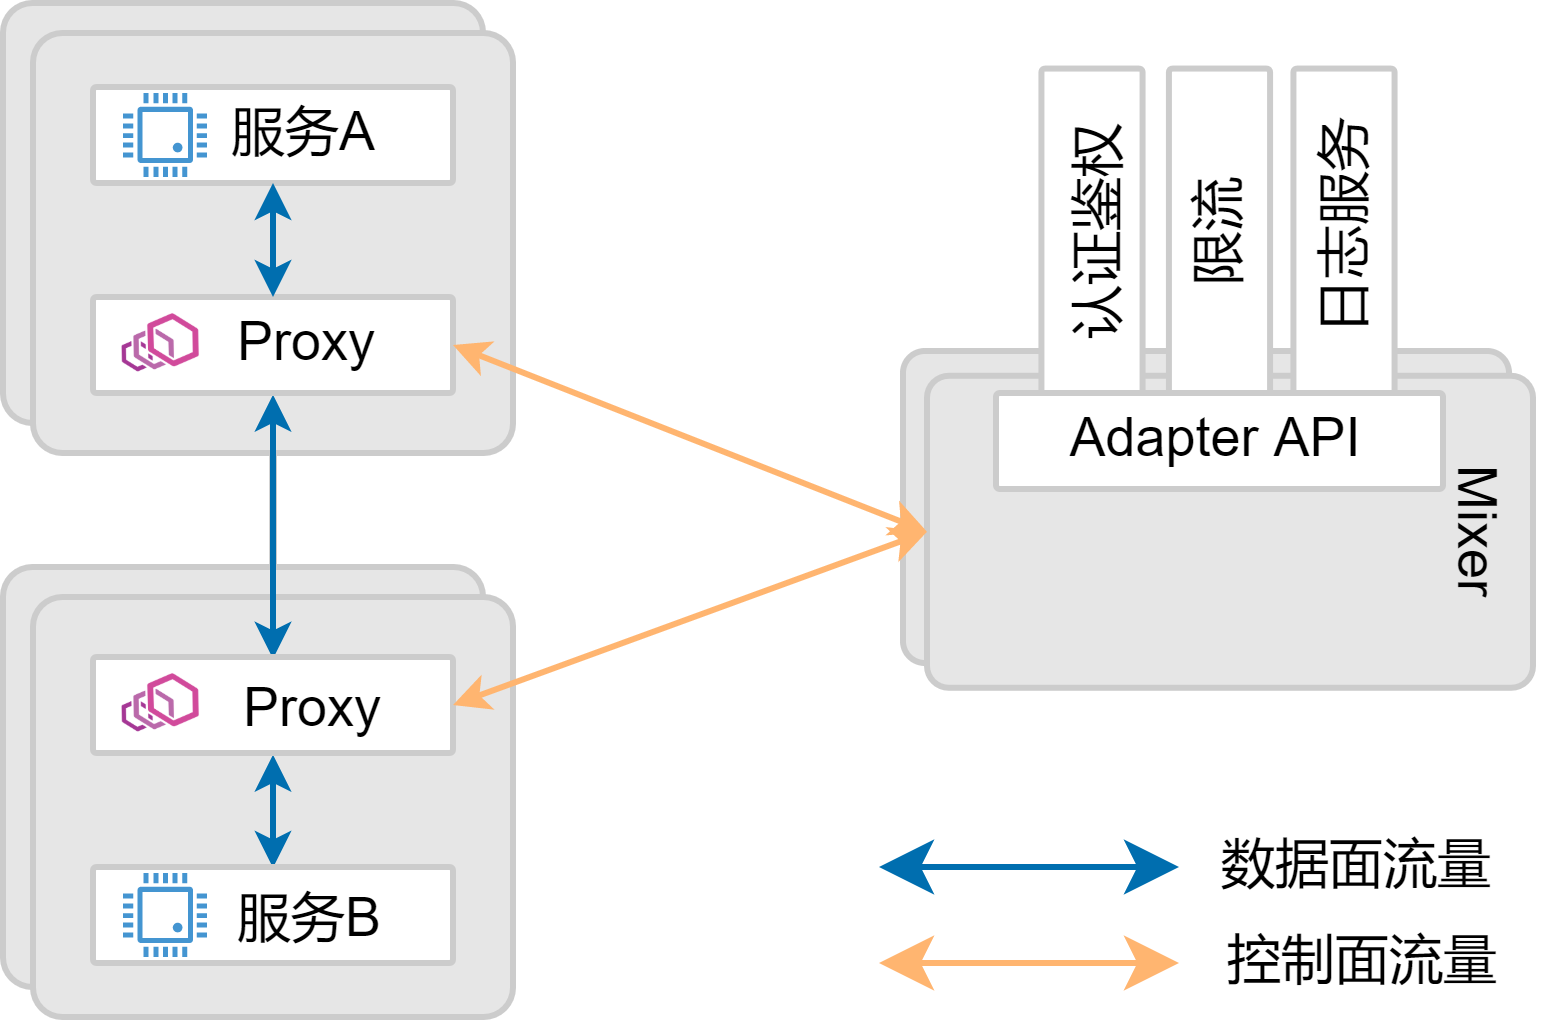 服务A
Proxy
Proxy
服务B
认证鉴权
限流
日志服务
Adapter API
Mixer
数据面流量
控制面流量